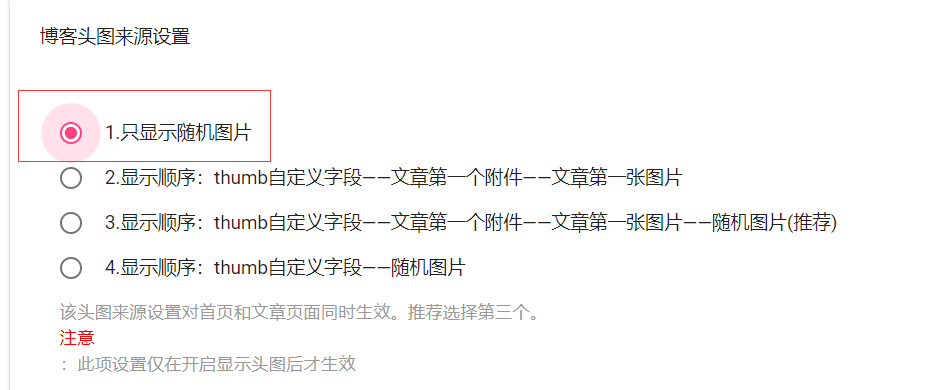 博客头图来源设置
1.只显示随机图片
2.显示顺序：thumb自定义字段——文章第一个附件——文章第一张图片
3.显示顺序：thumb自定义字段——文章第一个附件——文章第一张图片——随机图片(推荐)
4.显示顺序：thumb自定义字段——随机图片
该头图来源设置对首页和文章页面同时生效。推荐选择第三个。
注意
：此项设置仅在开启显示头图后才生效